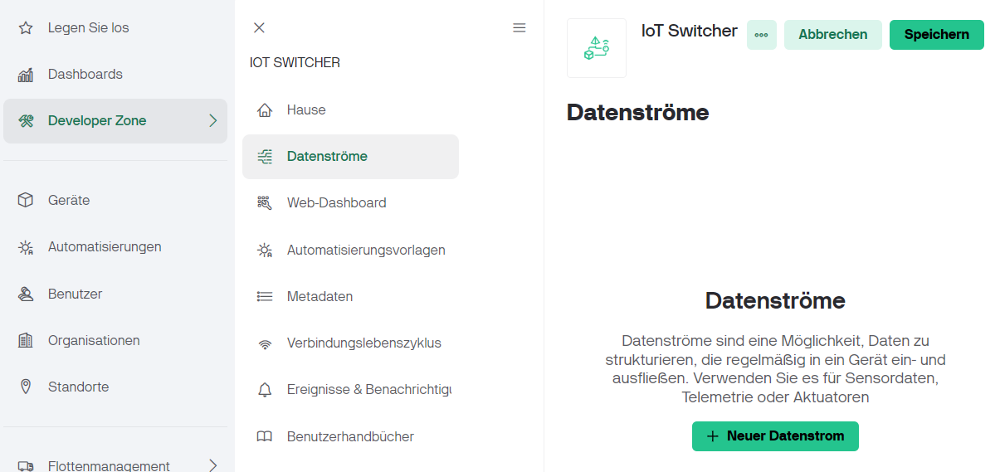 Legen Sie los
Dashboards
Developer Zone
Geräte
Automatisierungen
Benutzer
Organisationen
Standorte
Flottenmanagement
IOT SWITCHER
Hause
Datenströme
Web-Dashboard
Automatisierungsvorlagen
Metadaten
Verbindungslebenszyklus
Ereignisse & Benachrichtigu
Benutzerhandbücher
IoT Switcher
Abbrechen
Speichern
Datenströme
Datenströme
Datenströme sind eine Möglichkeit, Daten zu
strukturieren, die regelmäßig in ein Gerät ein- und
ausfließen. Verwenden Sie es für Sensordaten,
Telemetrie oder Aktuatoren
+ Neuer Datenstrom